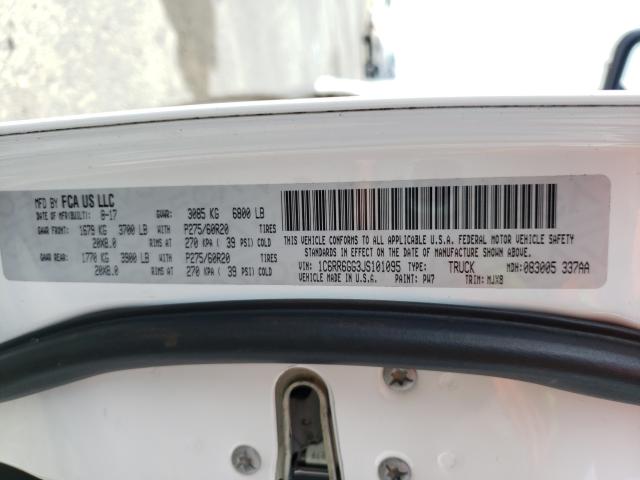 MFD BY FCA US LLC
DATE OF MFR(BUILT): 8-17 GVWR: 3085 KG 6800 LB
GAWR FRONT: 1679 KG 3700 LB WITH P275/60R20 TIRES
20X8.0 RIMS AT 270 KPA ( 39 PSI) COLD
GAWR REAR: 1770 KG 3900 LB WITH P275/60R20 TIRES
20X8.0 RIMS AT 270 KPA ( 39 PSI) COLD
THIS VEHICLE CONFORMS TO ALL APPLICABLE U.S.A. FEDERAL MOTOR VEHICLE SAFETY
STANDARDS IN EFFECT ON THE DATE OF MANUFACTURE SHOWN ABOVE.
VIN: 1C6RR6GG3JS101095 TYPE: TRUCK MDH: 083005 337AA
VEHICLE MADE IN U.S.A. PAINT: PW7 TRIM: MJX8